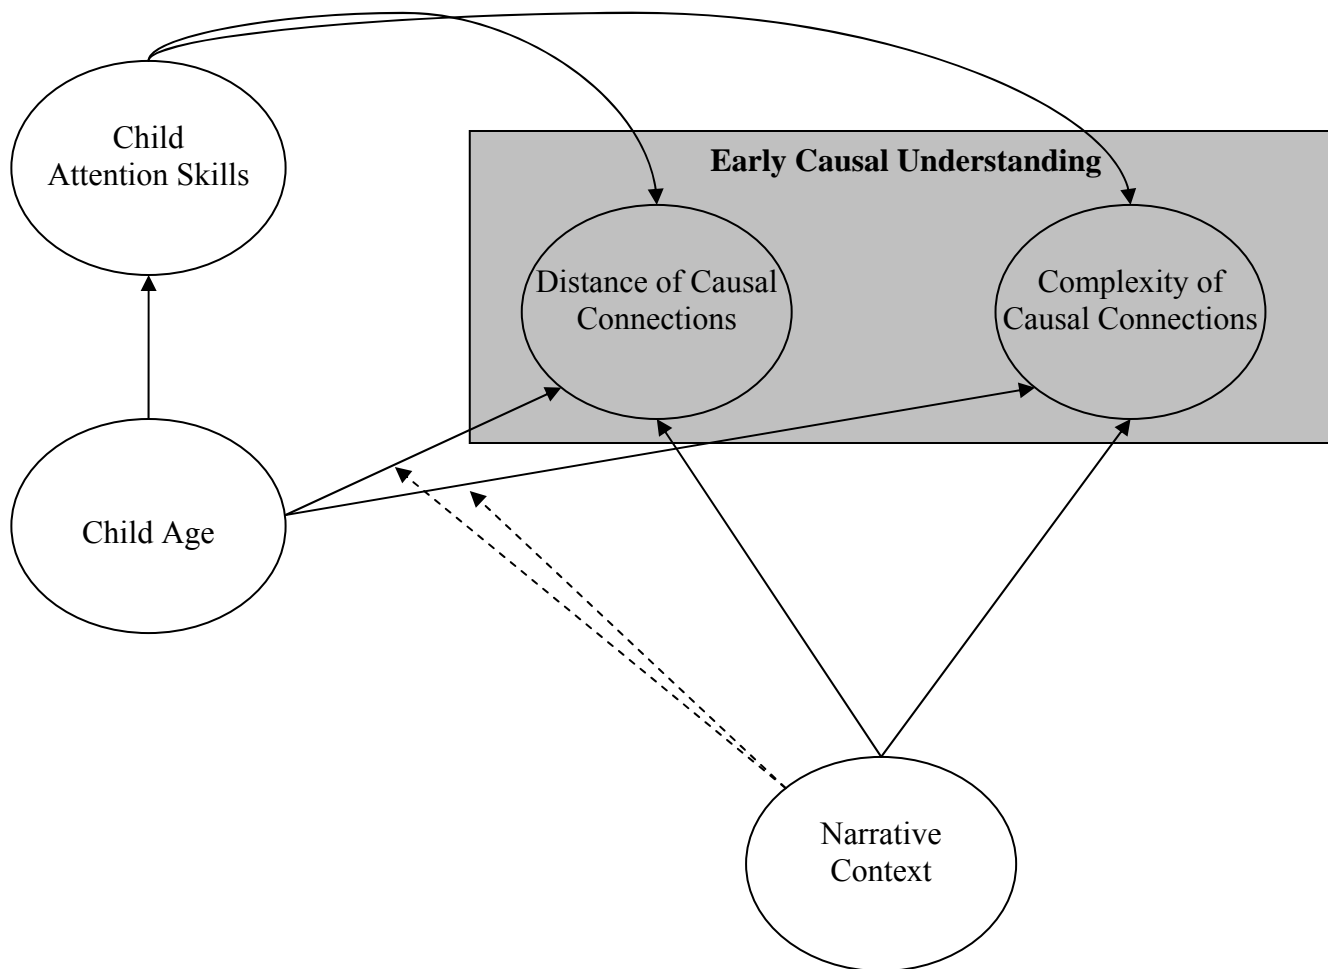 Child
Attention Skills
Early Causal Understanding
Distance of Causal
Connections
Complexity of
Causal Connections
Child Age
Narrative
Context